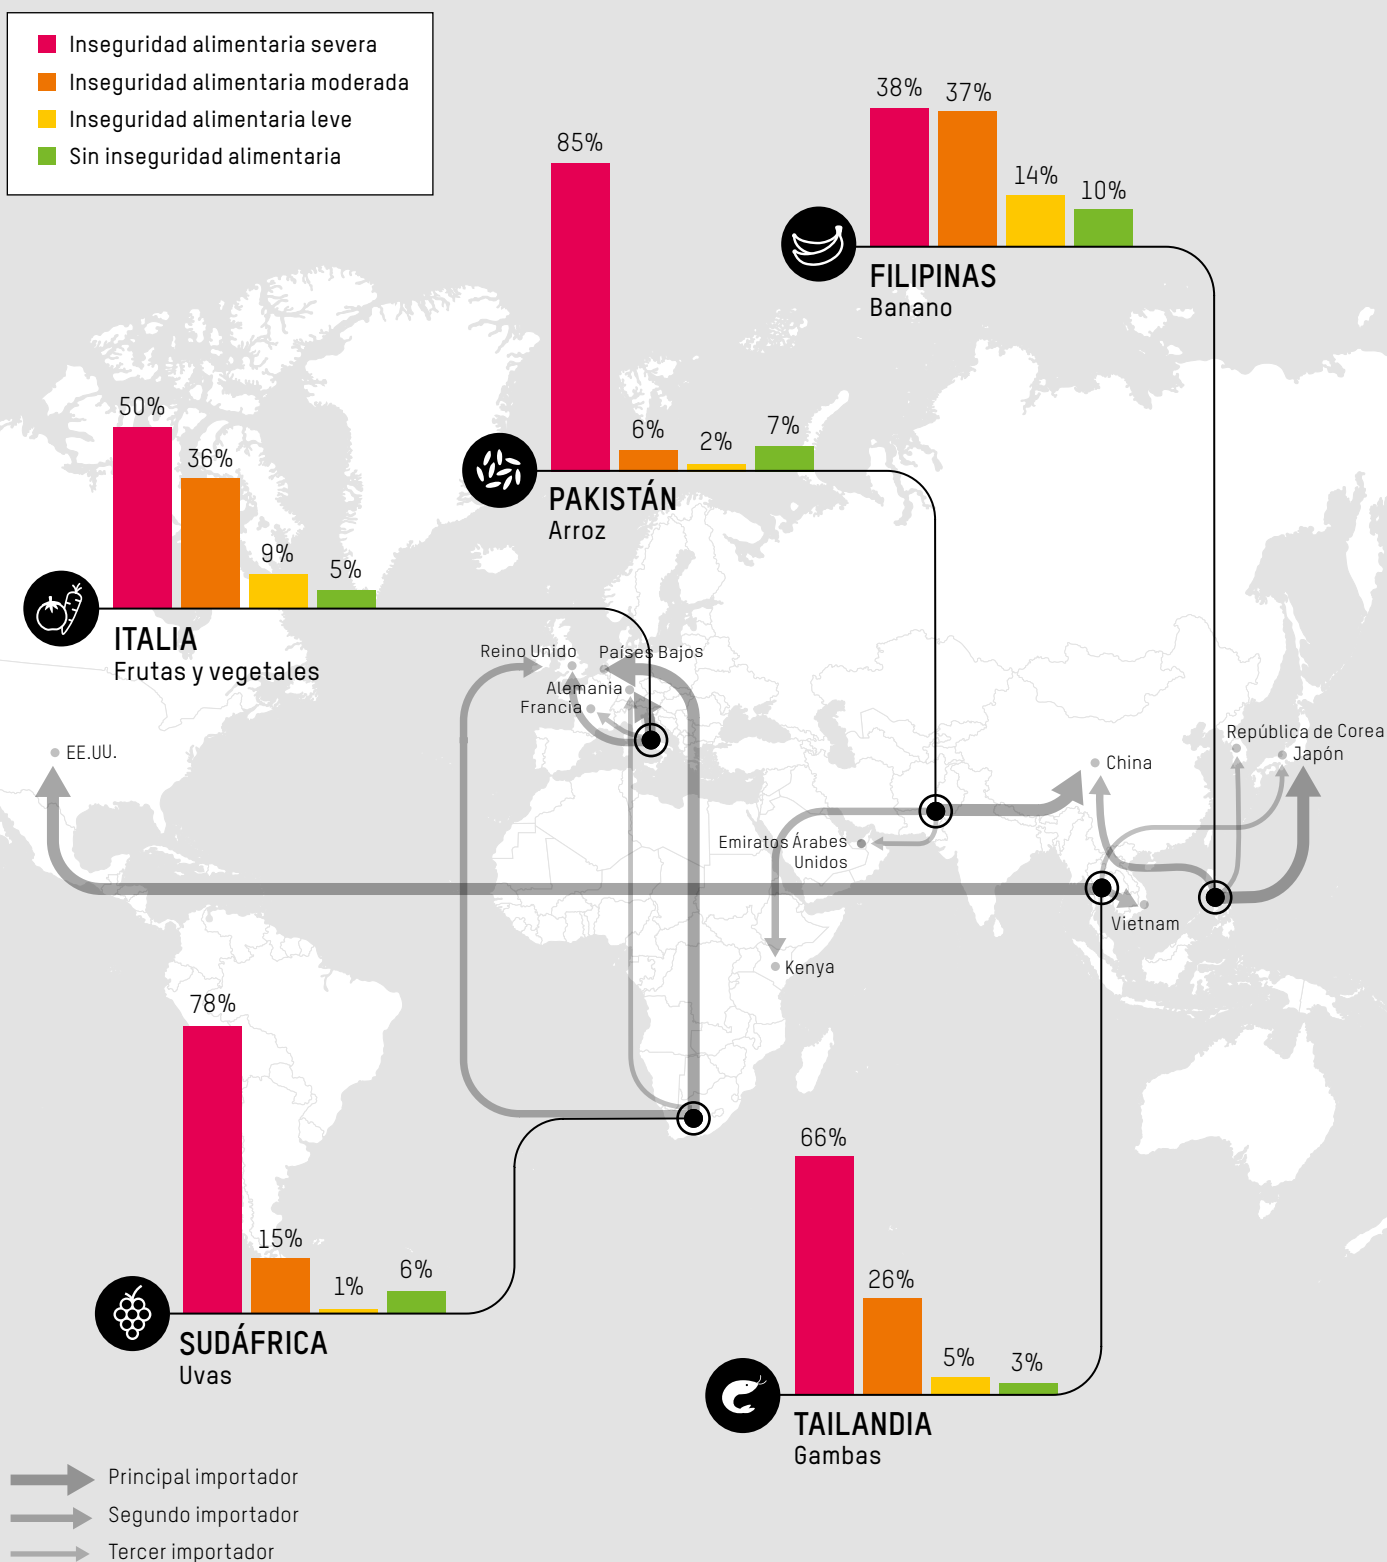 Inseguridad alimentaria severa
Inseguridad alimentaria moderada
Inseguridad alimentaria leve
Sin inseguridad alimentaria
38%
37%
14%
10%
FILIPINAS
Banano
85%
6%
2%
7%
PAKISTÁN
Arroz
50%
36%
9%
5%
ITALIA
Frutas y vegetales
Reino Unido
Países Bajos
Alemania
Francia
EE.UU.
República de Corea
Japón
China
Emiratos Árabes
Unidos
Vietnam
Kenya
78%
15%
1%
6%
SUDÁFRICA
Uvas
66%
26%
5%
3%
TAILANDIA
Gambas
Principal importador
Segundo importador
Tercer importador